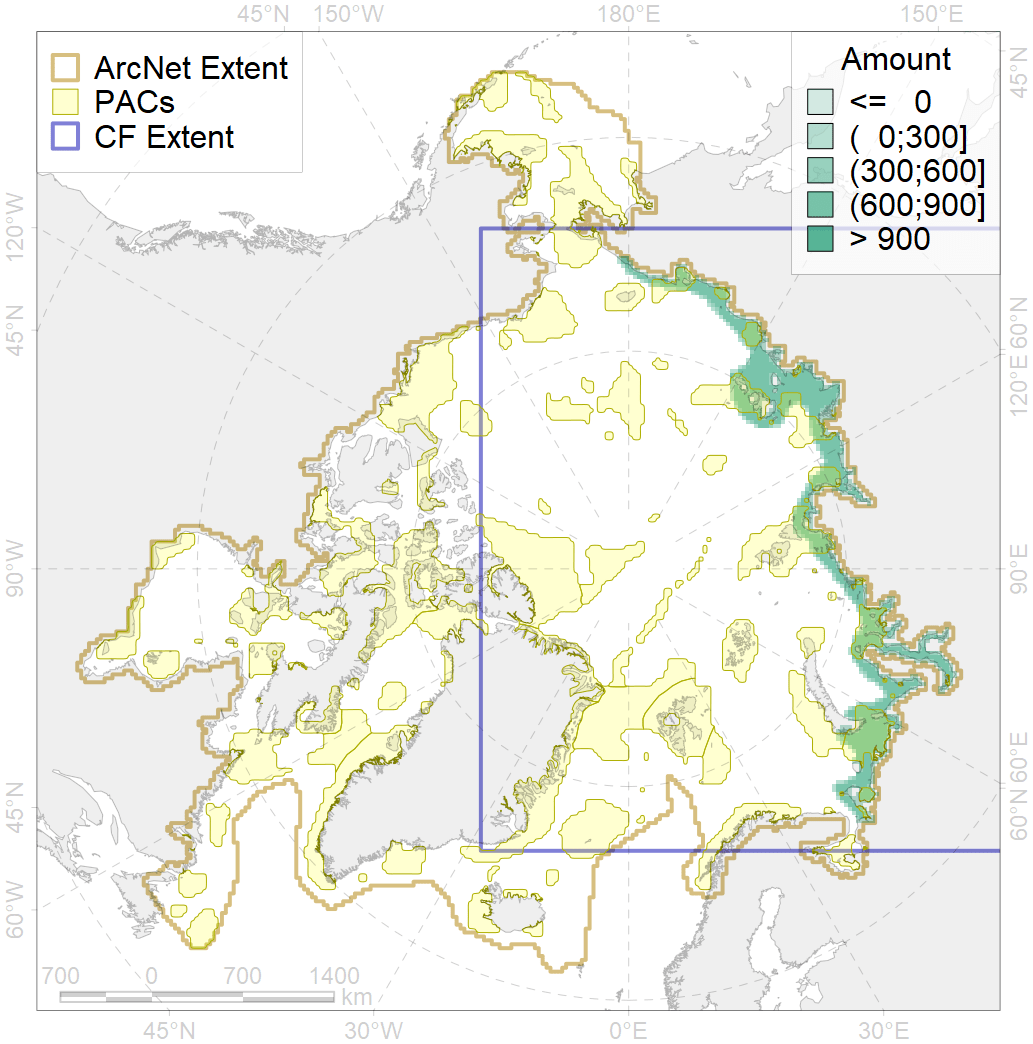 45°N 150°W 180°E 150°E
ArcNet Extent
PACs
CF Extent
Amount
<= 0
( 0;300]
(300;600]
(600;900]
> 900
120°W
45°N
90°W
45°N
60°W
45°N
60°N
120°E
90°E
60°E
60°N
700 0 700 1400
km
45°N 30°W 0°E 30°E